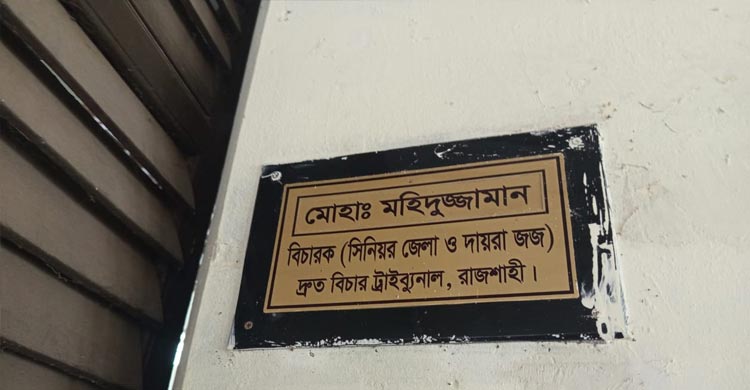 মোহাঃ মহিদুজ্জামান
বিচারক (সিনিয়র জেলা ও দায়রা জজ)
দ্রুত বিচার ট্রাইব্যুনাল, রাজশাহী।